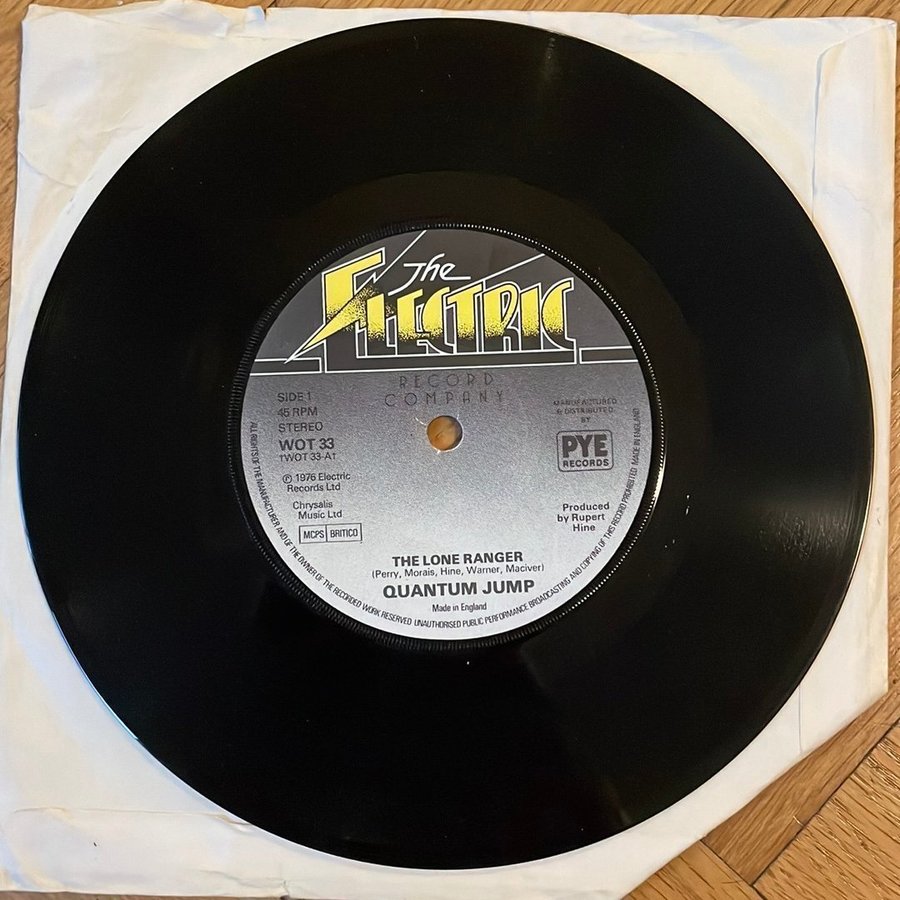 The
ELECTRIC
RECORD
COMPANY
SIDE 1
45 RPM
STEREO
WOT 33
†WOT 33-A†
℗ 1976 Electric
Records Ltd
Chrysalis
Music Ltd
MCPS BRITICO
MANUFACTURED
& DISTRIBUTED
BY
PYE
RECORDS
Produced
by Rupert
Hine
THE LONE RANGER
(Perry, Morais, Hine, Warner, Maciver)
QUANTUM JUMP
Made in England
ALL RIGHTS OF THE MANUFACTURER AND OF THE OWNER OF THE RECORDED WORK RESERVED UNAUTHORISED PUBLIC PERFORMANCE BROADCASTING AND COPYING OF THIS RECORD PROHIBITED MADE IN ENGLAND